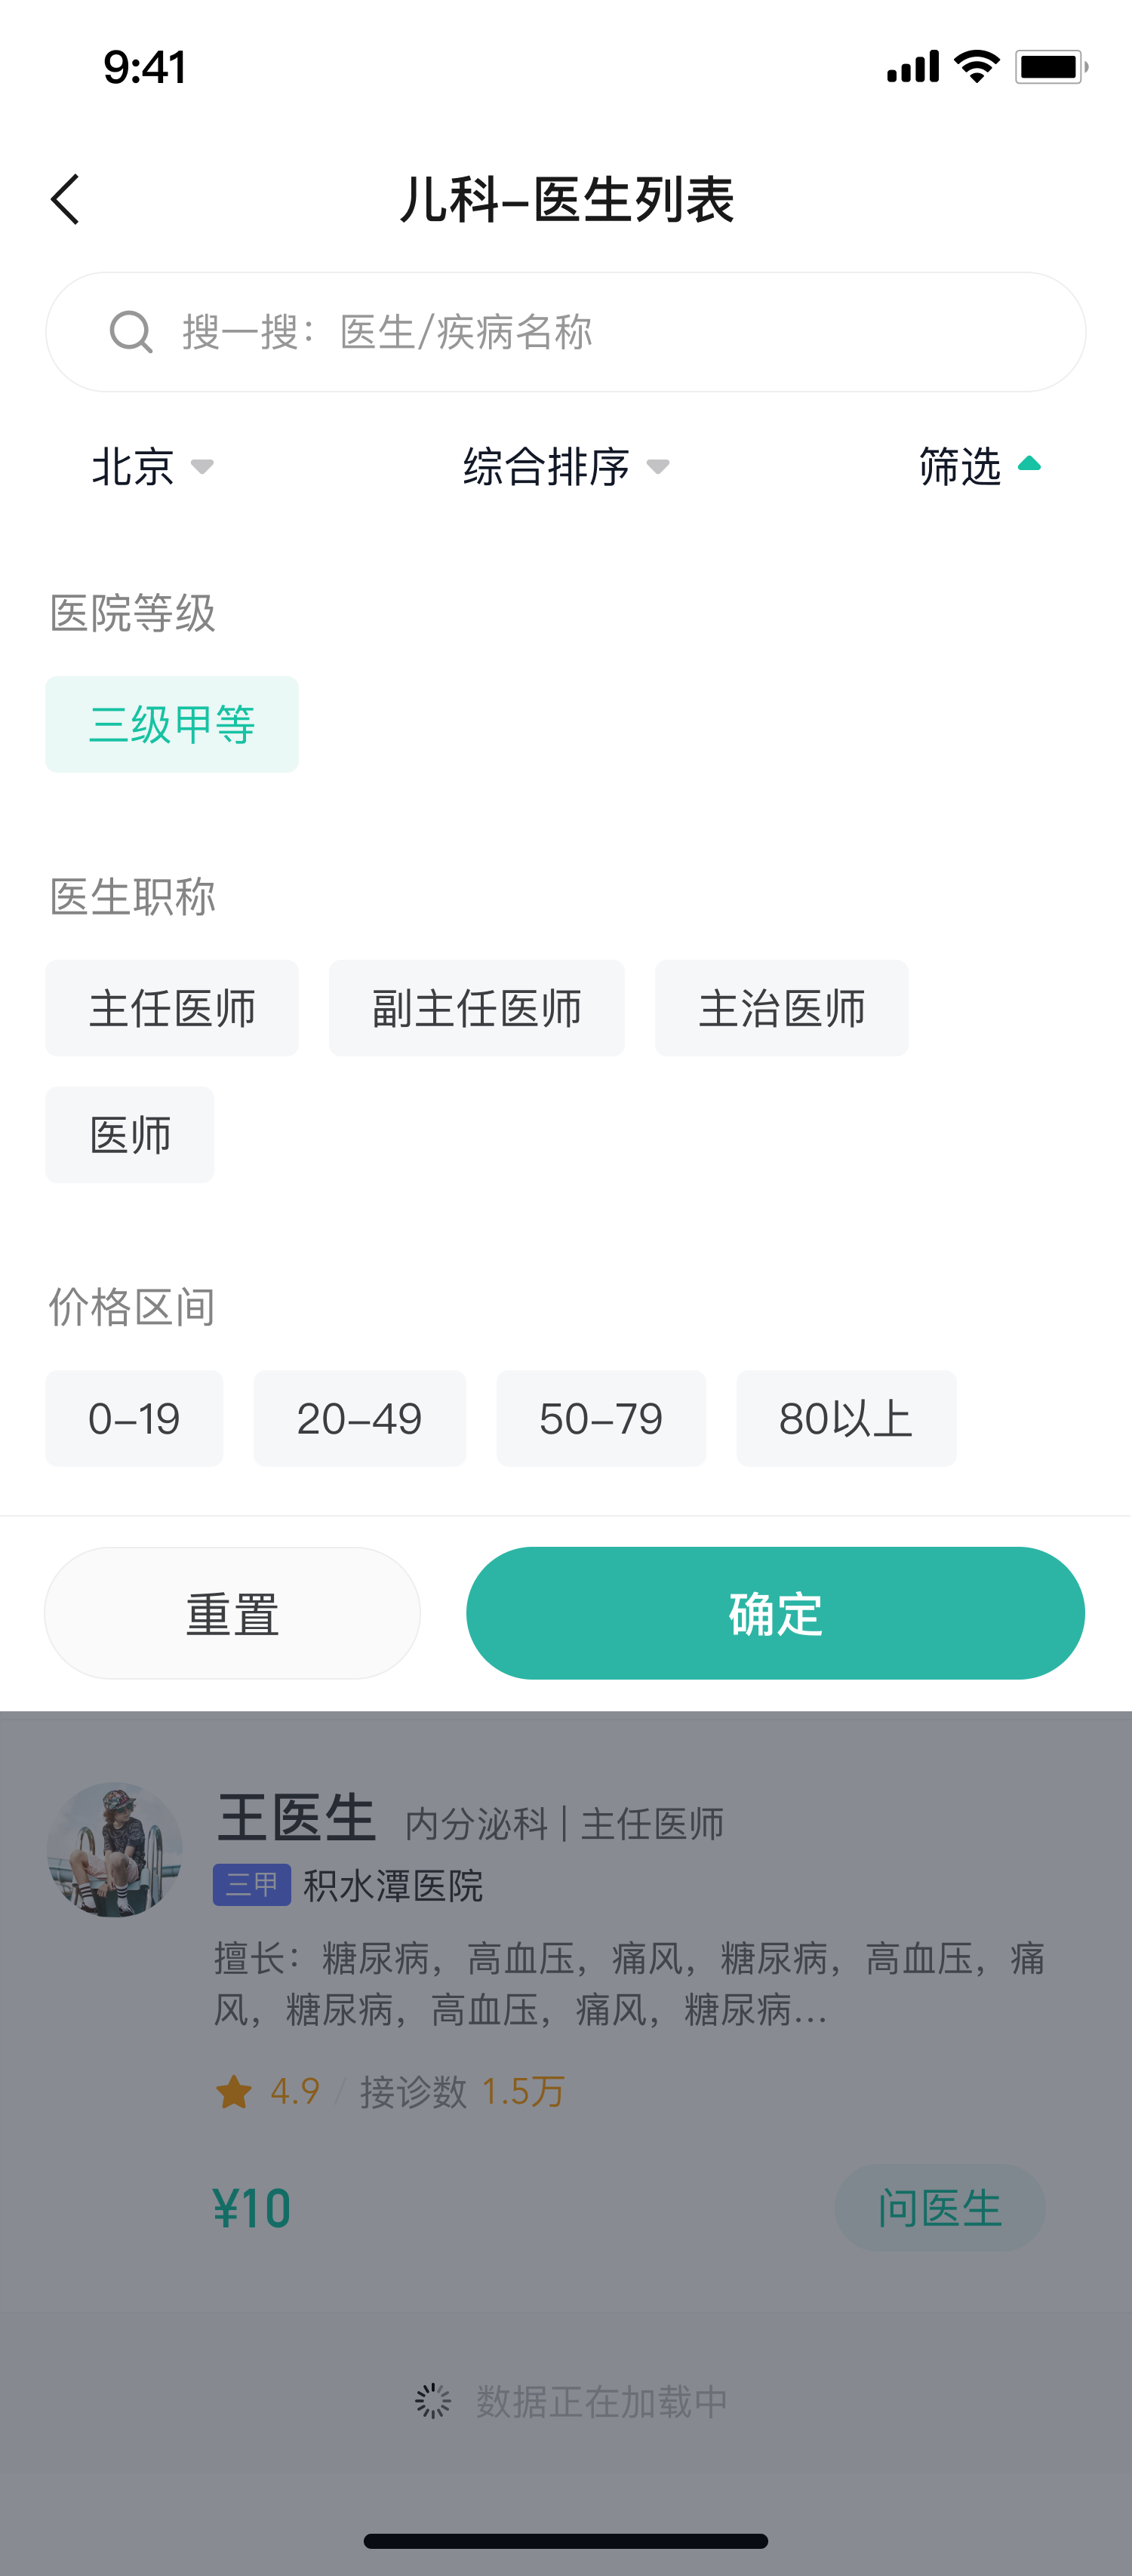 9:41
儿科-医生列表
搜一搜：医生/疾病名称
北京 综合排序 筛选
医院等级
三级甲等
医生职称
主任医师 副主任医师 主治医师
医师
价格区间
0-19 20-49 50-79 80以上
重置 确定
王医生 内分泌科 | 主任医师
三甲 积水潭医院
擅长：糖尿病，高血压，痛风，糖尿病，高血压，痛
风，糖尿病，高血压，痛风，糖尿病...
4.9 / 接诊数 1.5万
¥10 问医生
数据正在加载中